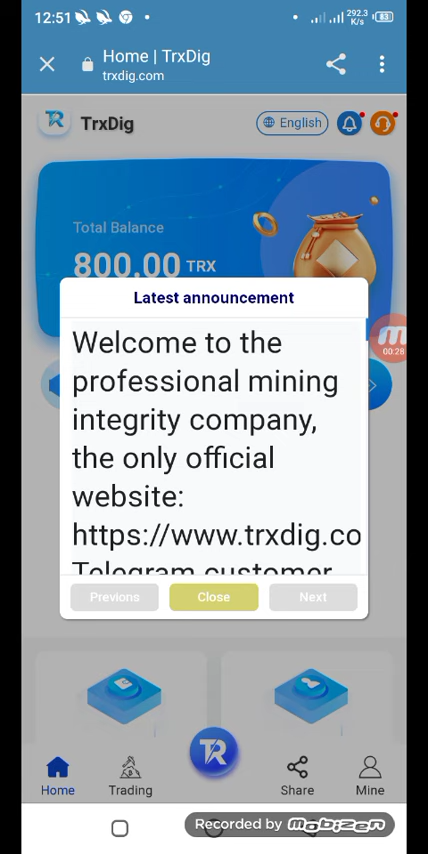 12:51
292.3
K/s
83
Home | TrxDig
trxdig.com
TrxDig
English
Total Balance
800.00 TRX
Latest announcement
00:28
Welcome to the
professional mining
integrity company,
the only official
website:
https://www.trxdig.co
Telegram customer
Previons
Close
Next
Home
Trading
Share
Mine
Recorded by mobizen